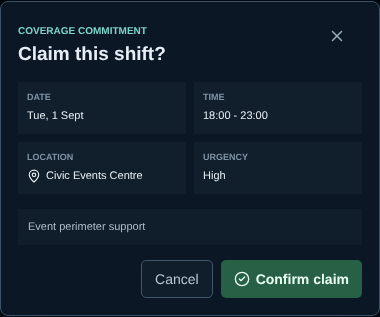 COVERAGE COMMITMENT
Claim this shift?
DATE
Tue, 1 Sept
TIME
18:00 - 23:00
LOCATION
Civic Events Centre
URGENCY
High
Event perimeter support
Cancel
Confirm claim